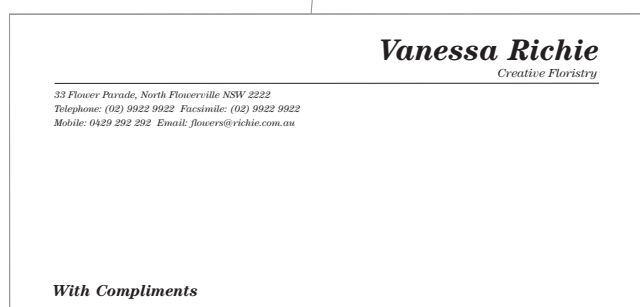 Vanessa Richie
Creative Floristry
33 Flower Parade, North Flowerville NSW 2222
Telephone: (02) 9922 9922 Facsimile: (02) 9922 9922
Mobile: 0429 292 292 Email: flowers@richie.com.au
With Compliments